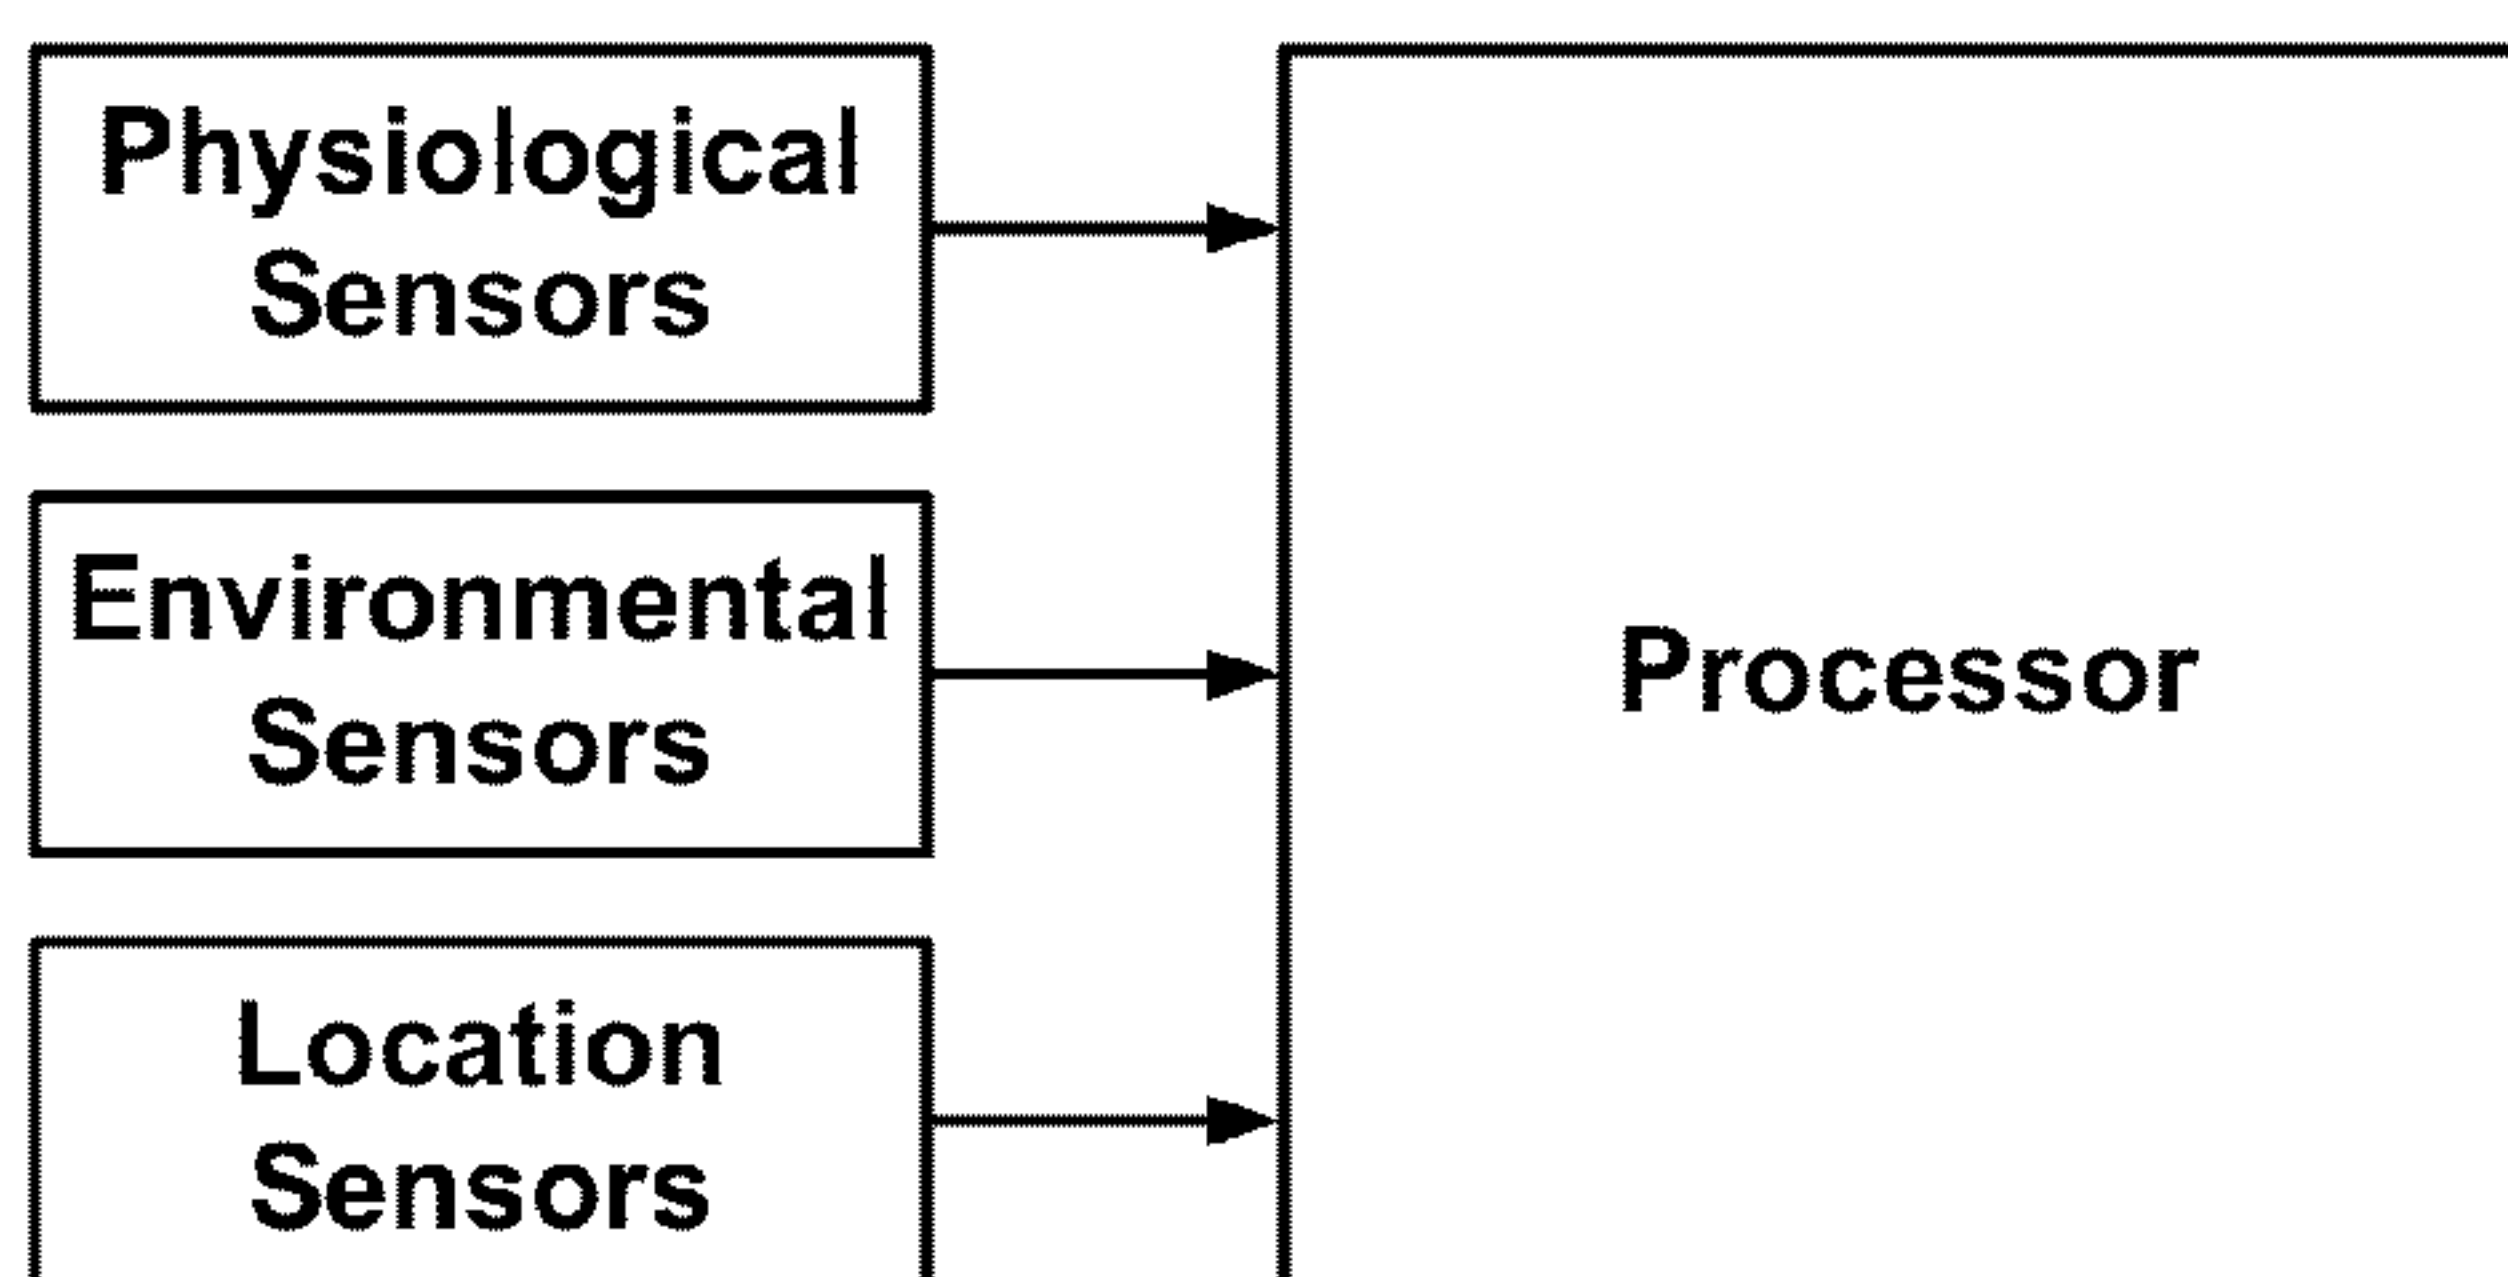 Physiological
Sensors
Environmental
Sensors
Processor
Location
Sensors